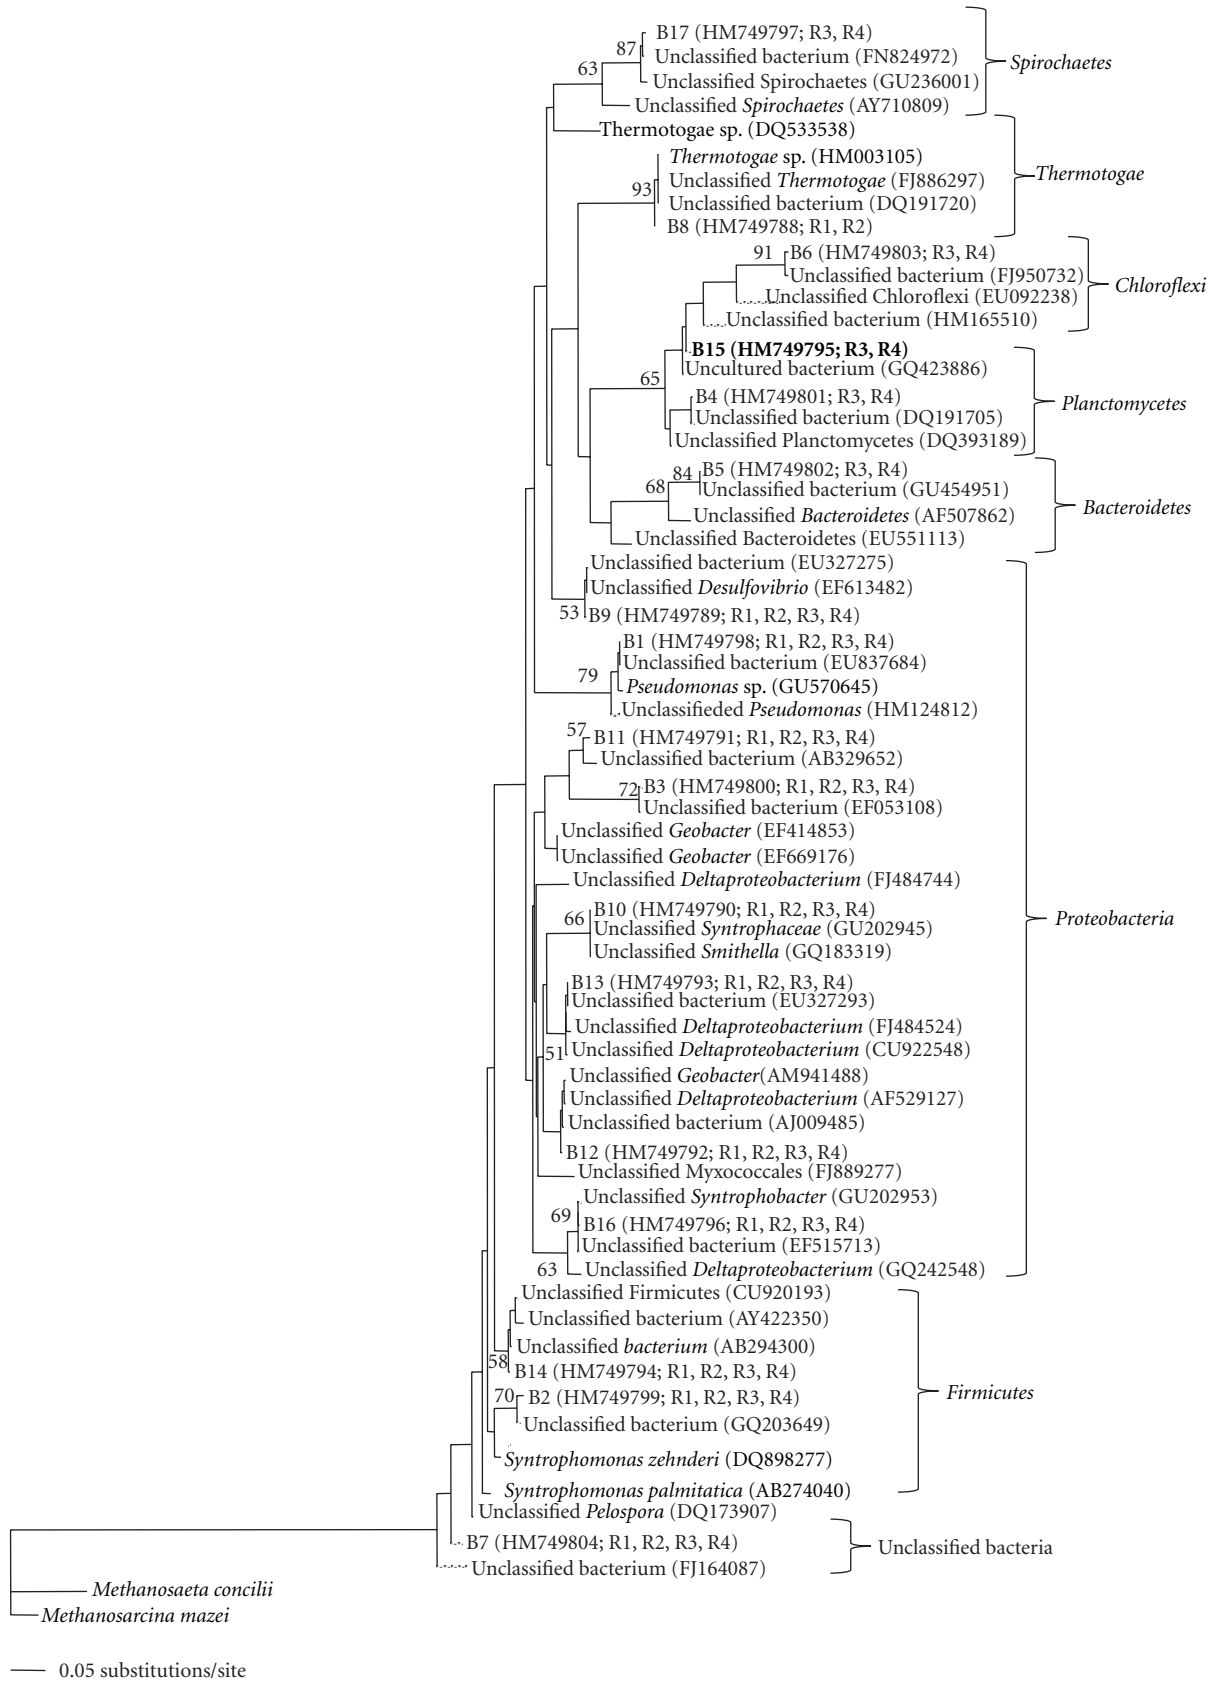 B17 (HM749797; R3, R4)
87
Unclassified bacterium (FN824972)
Spirochaetes
63
Unclassified Spirochaetes (GU236001)
Unclassified Spirochaetes (AY710809)
Thermotogae sp. (DQ533538)
Thermotogae sp. (HM003105)
Thermotogae
Unclassified Thermotogae (FJ886297)
93
Unclassified bacterium (DQ191720)
B8 (HM749788; R1, R2)
91
B6 (HM749803; R3, R4)
Unclassified bacterium (FJ950732)
Chloroflexi
Unclassified Chloroflexi (EU092238)
Unclassified bacterium (HM165510)
B15 (HM749795; R3, R4)
Uncultured bacterium (GQ423886)
65
B4 (HM749801; R3, R4)
Planctomycetes
Unclassified bacterium (DQ191705)
Unclassified Planctomycetes (DQ393189)
B5 (HM749802; R3, R4)
84
68
Unclassified bacterium (GU454951)
Bacteroidetes
Unclassified Bacteroidetes (AF507862)
Unclassified Bacteroidetes (EU551113)
Unclassified bacterium (EU327275)
Unclassified Desulfovibrio (EF613482)
53
B9 (HM749789; R1, R2, R3, R4)
B1 (HM749798; R1, R2, R3, R4)
Unclassified bacterium (EU837684)
79
Pseudomonas sp. (GU570645)
Unclassifieded Pseudomonas (HM124812)
57
B11 (HM749791; R1, R2, R3, R4)
Unclassified bacterium (AB329652)
72
B3 (HM749800; R1, R2, R3, R4)
Unclassified bacterium (EF053108)
Unclassified Geobacter (EF414853)
Unclassified Geobacter (EF669176)
Unclassified Deltaproteobacterium (FJ484744)
B10 (HM749790; R1, R2, R3, R4)
66
Proteobacteria
Unclassified Syntrophaceae (GU202945)
Unclassified Smithella (GQ183319)
B13 (HM749793; R1, R2, R3, R4)
Unclassified bacterium (EU327293)
Unclassified Deltaproteobacterium (FJ484524)
51
Unclassified Deltaproteobacterium (CU922548)
Unclassified Geobacter(AM941488)
Unclassified Deltaproteobacterium (AF529127)
Unclassified bacterium (AJ009485)
B12 (HM749792; R1, R2, R3, R4)
Unclassified Myxococcales (FJ889277)
Unclassified Syntrophobacter (GU202953)
69
B16 (HM749796; R1, R2, R3, R4)
Unclassified bacterium (EF515713)
63
Unclassified Deltaproteobacterium (GQ242548)
Unclassified Firmicutes (CU920193)
Unclassified bacterium (AY422350)
Unclassified bacterium (AB294300)
58
B14 (HM749794; R1, R2, R3, R4)
Firmicutes
70
B2 (HM749799; R1, R2, R3, R4)
Unclassified bacterium (GQ203649)
Syntrophomonas zehnderi (DQ898277)
Syntrophomonas palmitatica (AB274040)
Unclassified Pelospora (DQ173907)
B7 (HM749804; R1, R2, R3, R4)
Unclassified bacteria
Unclassified bacterium (FJ164087)
Methanosaeta concilii
Methanosarcina mazei
0.05 substitutions/site